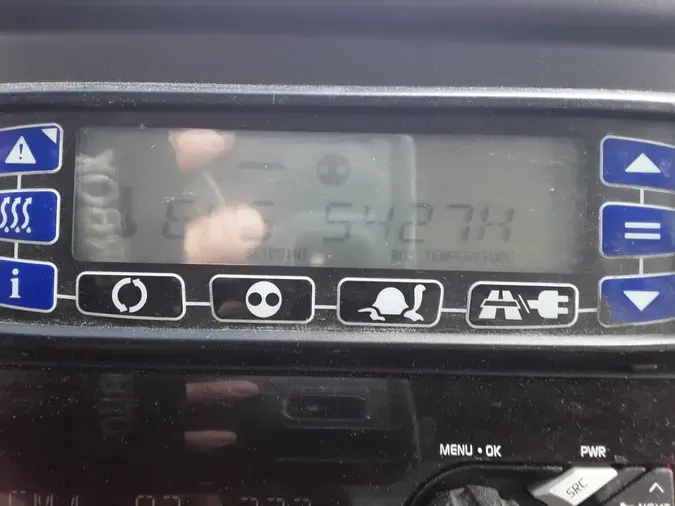 ENG 5427H
SETPOINT BOX TEMPERATURE
i
MENU • OK PWR
SRC